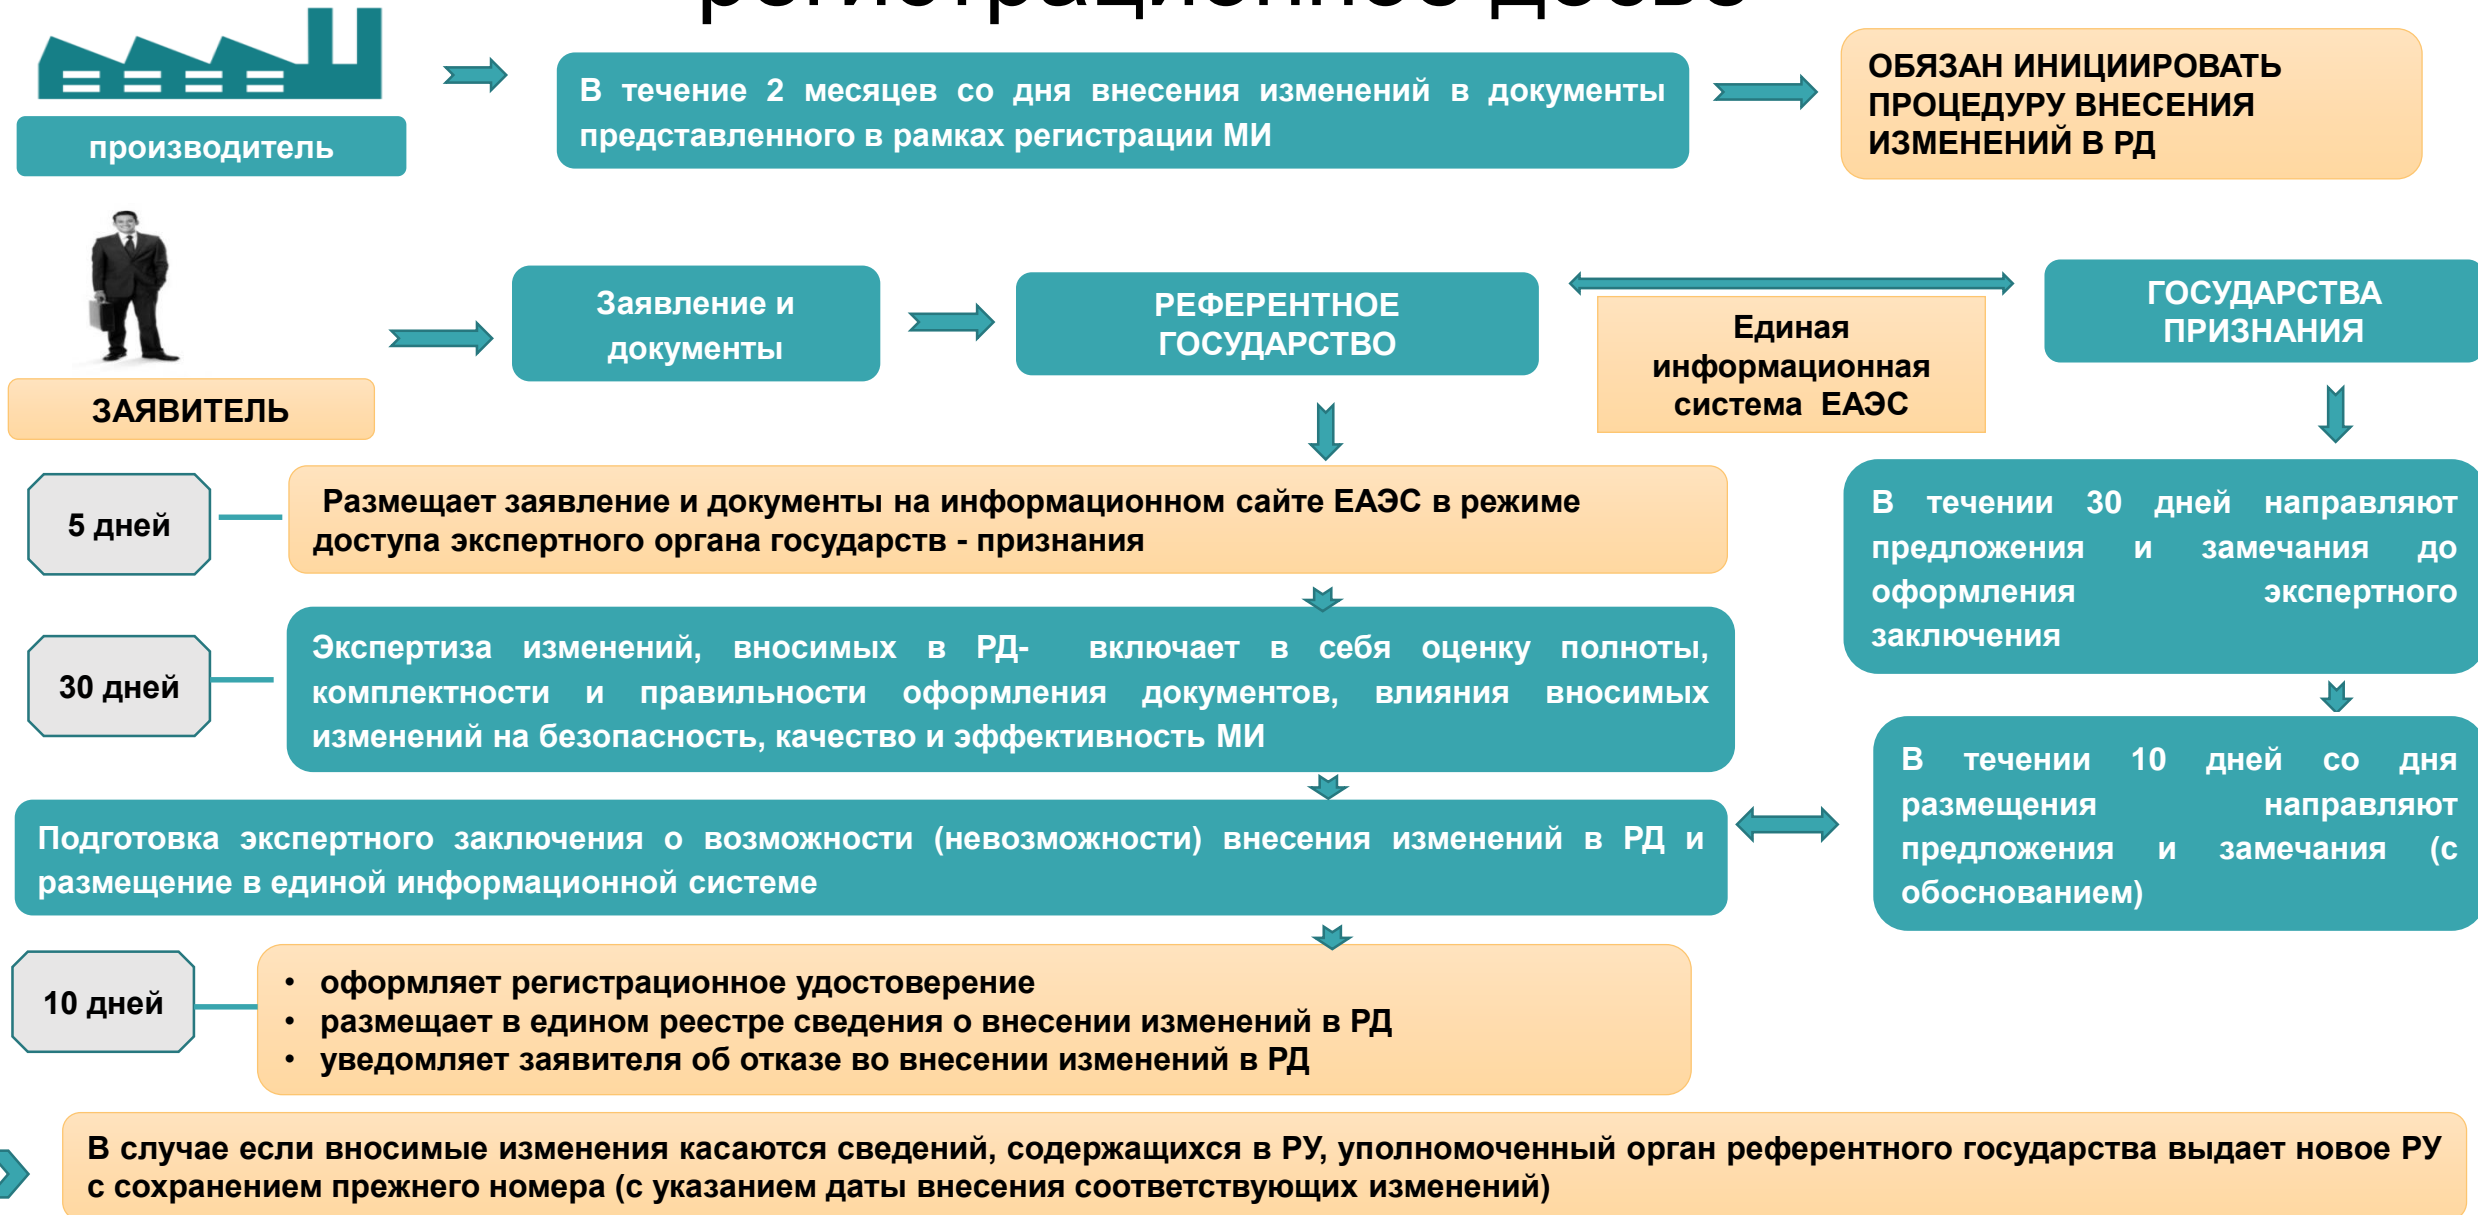 регистрационное досье
производитель
В течение 2 месяцев со дня внесения изменений в документы
представленного в рамках регистрации МИ
ОБЯЗАН ИНИЦИИРОВАТЬ
ПРОЦЕДУРУ ВНЕСЕНИЯ
ИЗМЕНЕНИЙ В РД
ЗАЯВИТЕЛЬ
Заявление и
документы
РЕФЕРЕНТНОЕ
ГОСУДАРСТВО
Единая
информационная
система ЕАЭС
ГОСУДАРСТВА
ПРИЗНАНИЯ
5 дней
Размещает заявление и документы на информационном сайте ЕАЭС в режиме
доступа экспертного органа государств - признания
30 дней
Экспертиза изменений, вносимых в РД- включает в себя оценку полноты,
комплектности и правильности оформления документов, влияния вносимых
изменений на безопасность, качество и эффективность МИ
Подготовка экспертного заключения о возможности (невозможности) внесения изменений в РД и
размещение в единой информационной системе
10 дней
• оформляет регистрационное удостоверение
• размещает в едином реестре сведения о внесении изменений в РД
• уведомляет заявителя об отказе во внесении изменений в РД
В течении 30 дней направляют
предложения и замечания до
оформления экспертного
заключения
В течении 10 дней со дня
размещения направляют
предложения и замечания (с
обоснованием)
В случае если вносимые изменения касаются сведений, содержащихся в РУ, уполномоченный орган референтного государства выдает новое РУ
с сохранением прежнего номера (с указанием даты внесения соответствующих изменений)